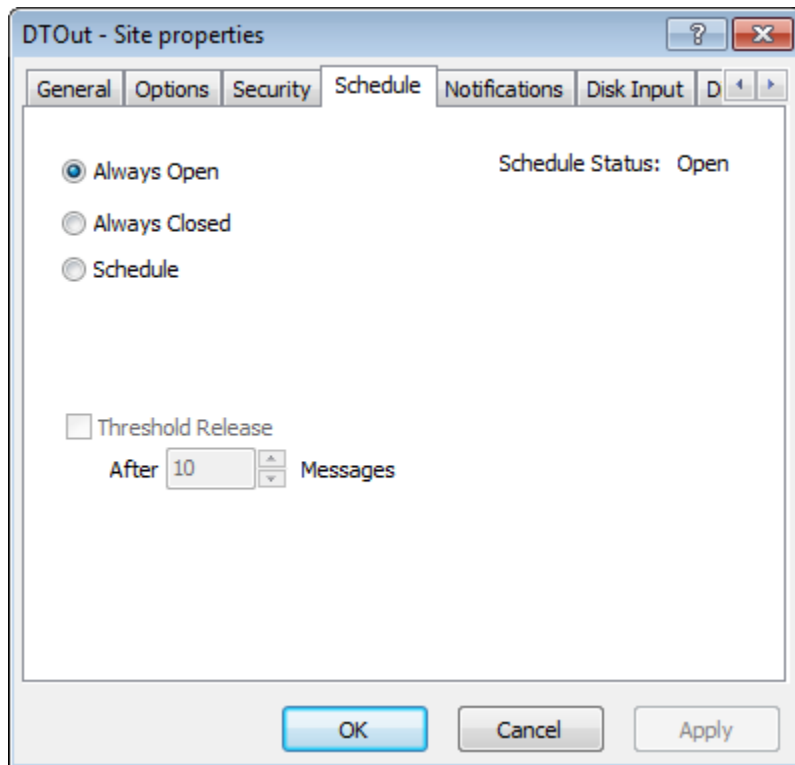 DTOut - Site properties
General Options Security Schedule Notifications Disk Input D
Always Open Schedule Status: Open
Always Closed
Schedule
Threshold Release
After 10 Messages
OK Cancel Apply